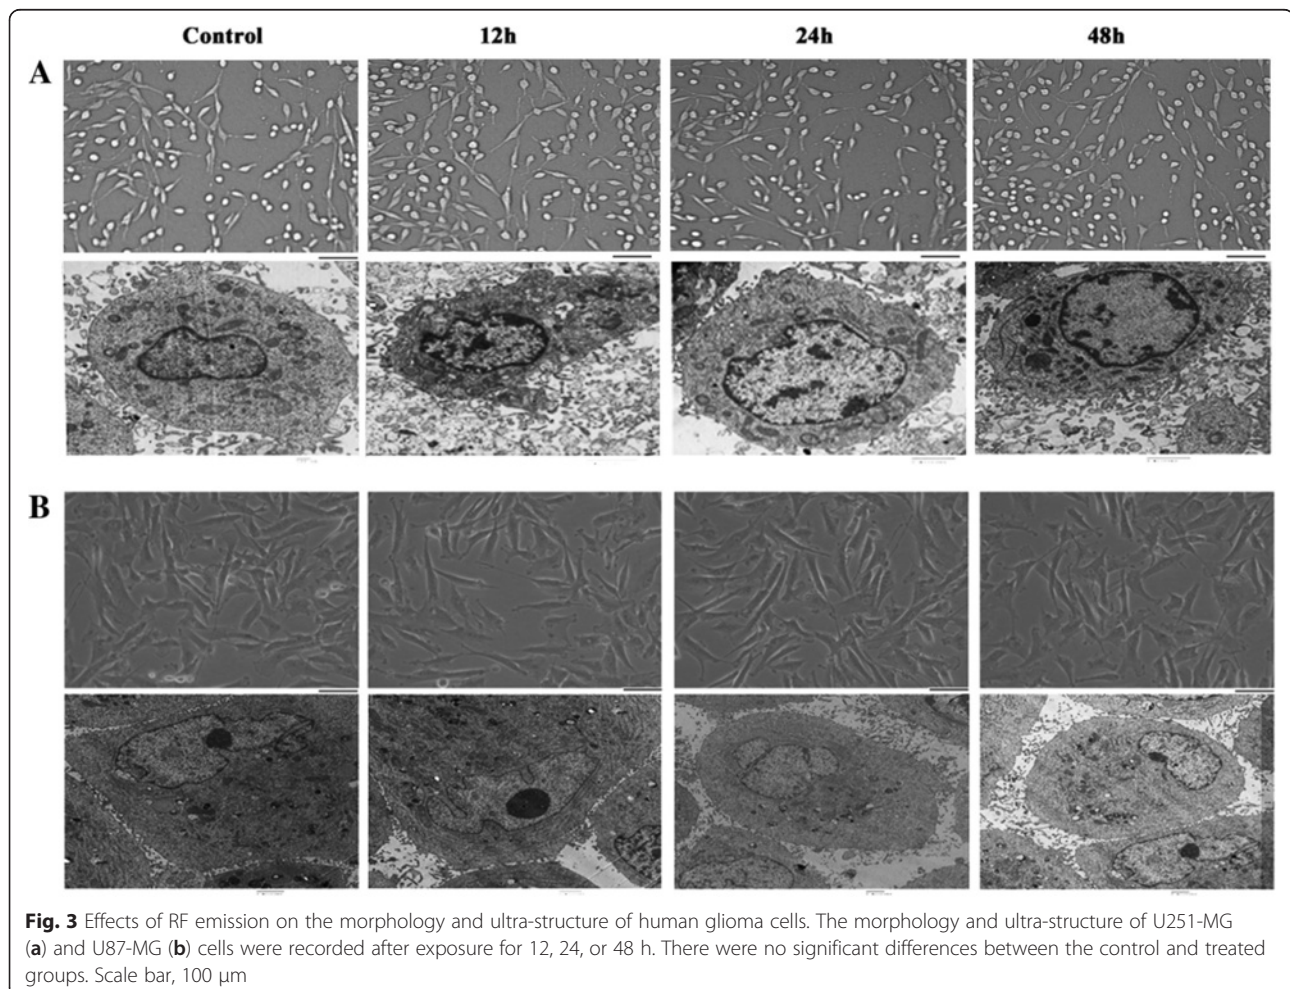 Control 12h 24h 48h
A
B
Fig. 3 Effects of RF emission on the morphology and ultra-structure of human glioma cells. The morphology and ultra-structure of U251-MG
(a) and U87-MG (b) cells were recorded after exposure for 12, 24, or 48 h. There were no significant differences between the control and treated
groups. Scale bar, 100 μm